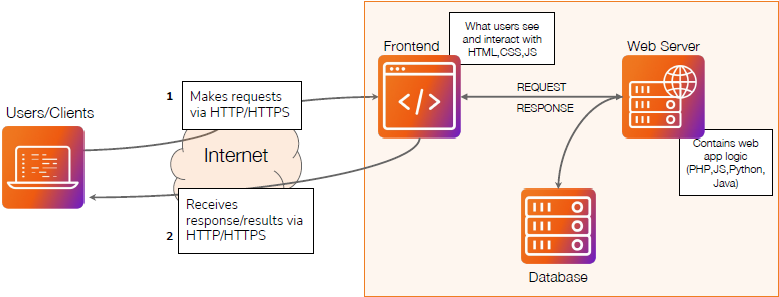 What users see
and interact with
HTML,CSS,JS
Frontend
Web Server
1
Makes requests
via HTTP/HTTPS
REQUEST
RESPONSE
Users/Clients
Internet
Contains web
app logic
(PHP,JS,Python,
Java)
Receives
response/results via
2
HTTP/HTTPS
Database